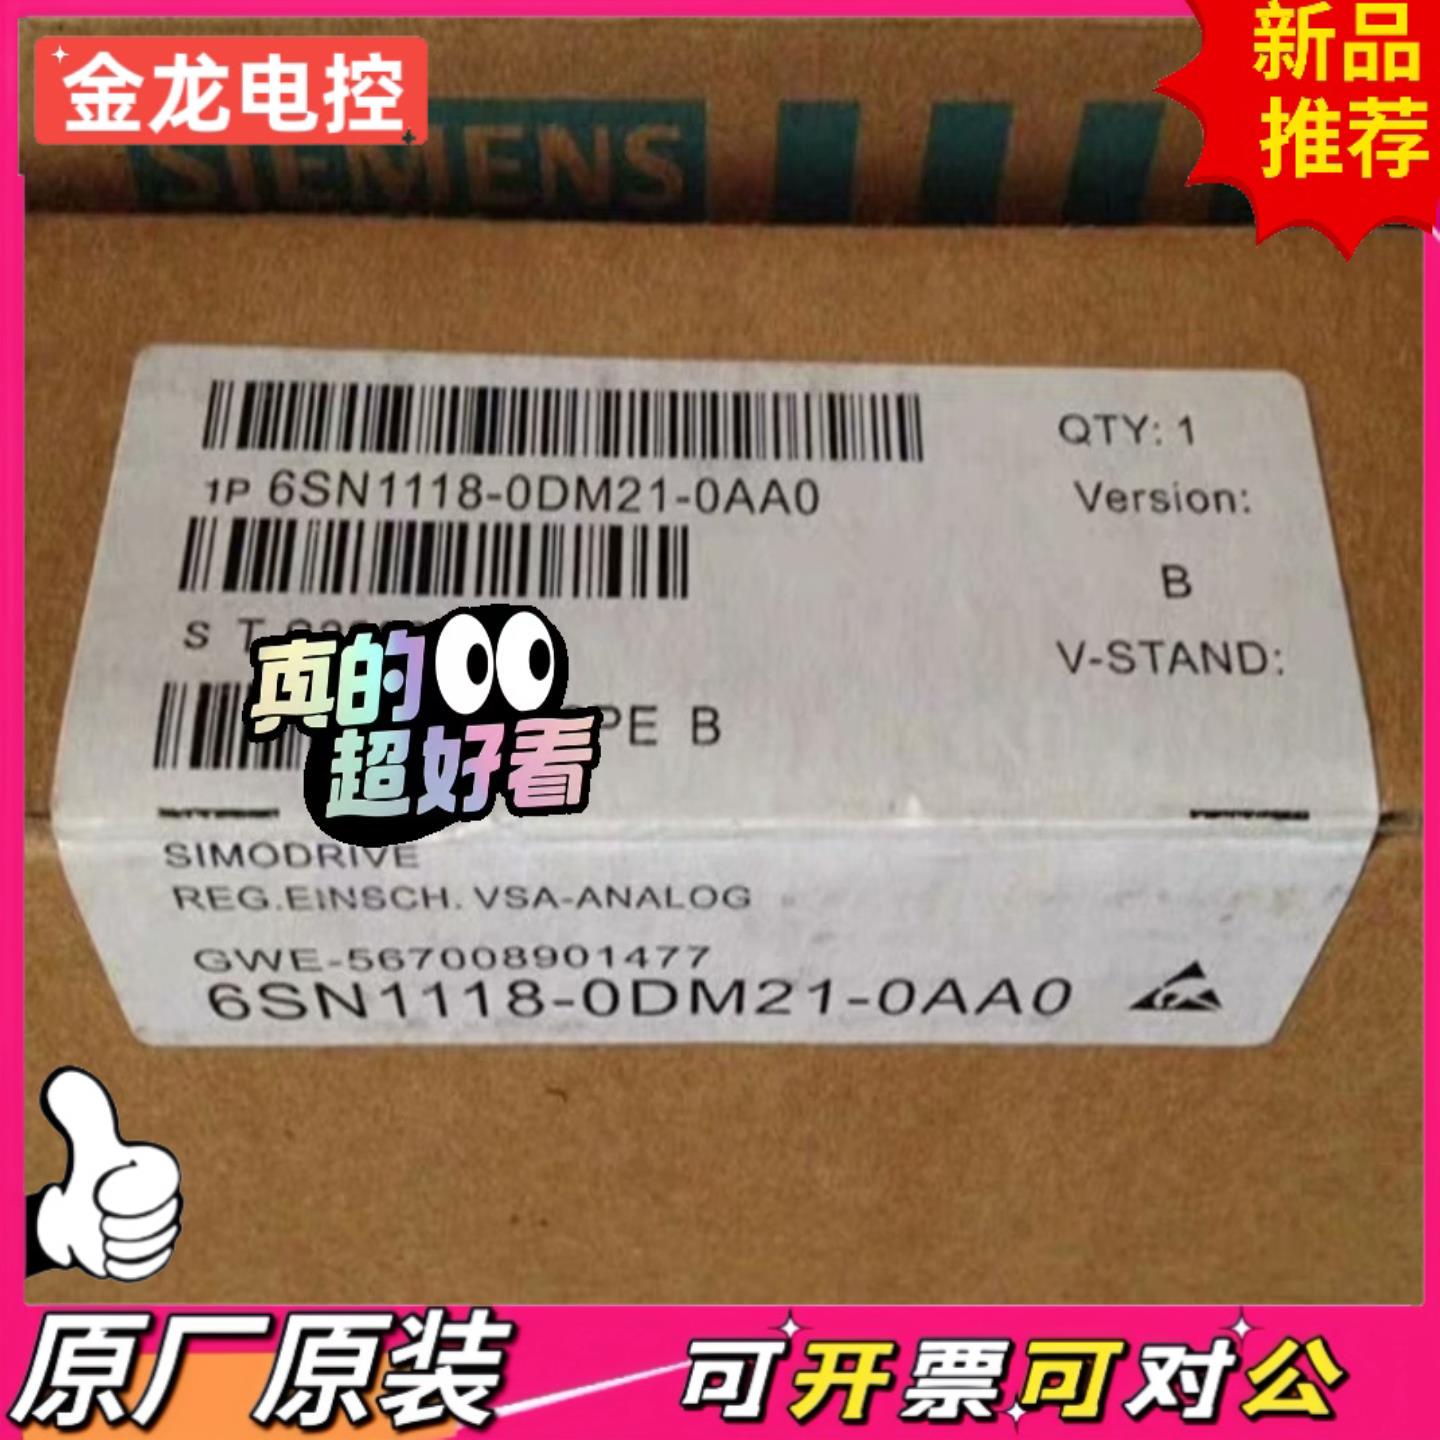 金龙电控
新品
推荐
SIEMENS
QTY: 1
1P 6SN1118-0DM21-0AA0
Version:
B
S T
V-STAND:
真的
超好看
PE B
SIMODRIVE
REG.EINSCH. VSA-ANALOG
GWE-567008901477
6SN1118-0DM21-0AA0
原厂原装
可开票可对公